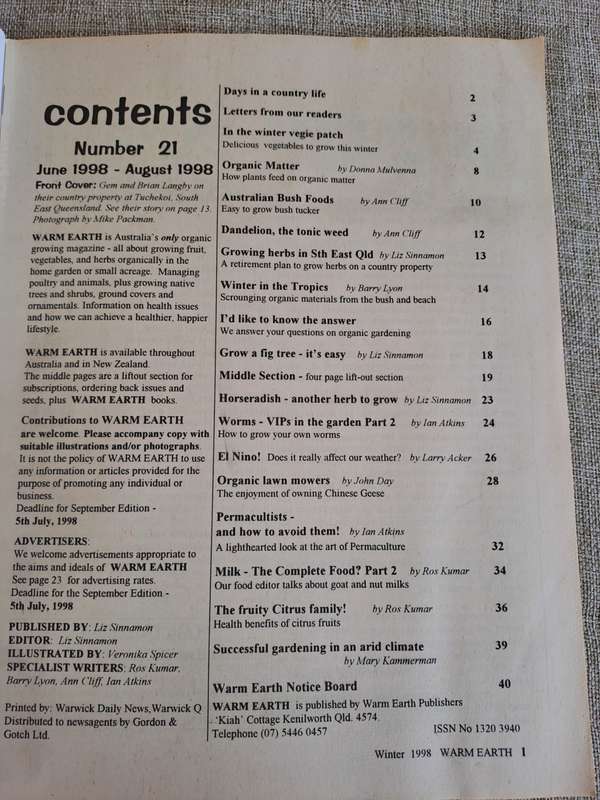 contents
Number 21
June 1998 - August 1998
Front Cover: Gem and Brian Langby on
their country property at Tuchekoi, South
East Queensland. See their story on page 13.
Photograph by Mike Packman.
WARM EARTH is Australia's only organic
growing magazine - all about growing fruit,
vegetables, and herbs organically in the
home garden or small acreage. Managing
poultry and animals, plus growing native
trees and shrubs, ground covers and
ornamentals. Information on health issues
and how we can achieve a healthier, happier
lifestyle.
WARM EARTH is available throughout
Australia and in New Zealand.
The middle pages are a liftout section for
subscriptions, ordering back issues and
seeds, plus WARM EARTH books.
Contributions to WARM EARTH
are welcome. Please accompany copy with
suitable illustrations and/or photographs.
It is not the policy of WARM EARTH to use
any information or articles provided for the
purpose of promoting any individual or
business.
Deadline for September Edition -
5th July, 1998
ADVERTISERS:
We welcome advertisements appropriate to
the aims and ideals of WARM EARTH
See page 23 for advertising rates.
Deadline for the September Edition -
5th July, 1998
PUBLISHED BY: Liz Sinnamon
EDITOR: Liz Sinnamon
ILLUSTRATED BY: Veronika Spicer
SPECIALIST WRITERS: Ros Kumar,
Barry Lyon, Ann Cliff, Ian Atkins
Printed by: Warwick Daily News,Warwick Q
Distributed to newsagents by Gordon &
Gotch Ltd.
Days in a country life 2
Letters from our readers 3
In the winter vegie patch
Delicious vegetables to grow this winter 4
Organic Matter by Donna Mulvenna 8
How plants feed on organic matter
Australian Bush Foods by Ann Cliff 10
Easy to grow bush tucker
Dandelion, the tonic weed by Ann Cliff 12
Growing herbs in Sth East Qld by Liz Sinnamon 13
A retirement plan to grow herbs on a country property
Winter in the Tropics by Barry Lyon 14
Scrounging organic materials from the bush and beach
I'd like to know the answer 16
We answer your questions on organic gardening
Grow a fig tree - it's easy by Liz Sinnamon 18
Middle Section - four page lift-out section 19
Horseradish - another herb to grow by Liz Sinnamon 23
Worms - VIPs in the garden Part 2 by Ian Atkins 24
How to grow your own worms
El Nino! Does it really affect our weather? by Larry Acker 26
Organic lawn mowers by John Day 28
The enjoyment of owning Chinese Geese
Permacultists -
and how to avoid them! by Ian Atkins
A lighthearted look at the art of Permaculture 32
Milk - The Complete Food? Part 2 by Ros Kumar 34
Our food editor talks about goat and nut milks
The fruity Citrus family! by Ros Kumar 36
Health benefits of citrus fruits
Successful gardening in an arid climate 39
by Mary Kammerman
Warm Earth Notice Board 40
WARM EARTH is published by Warm Earth Publishers
'Kiah' Cottage Kenilworth Qld. 4574.
Telephone (07) 5446 0457 ISSN No 1320 3940
Winter 1998 WARM EARTH 1